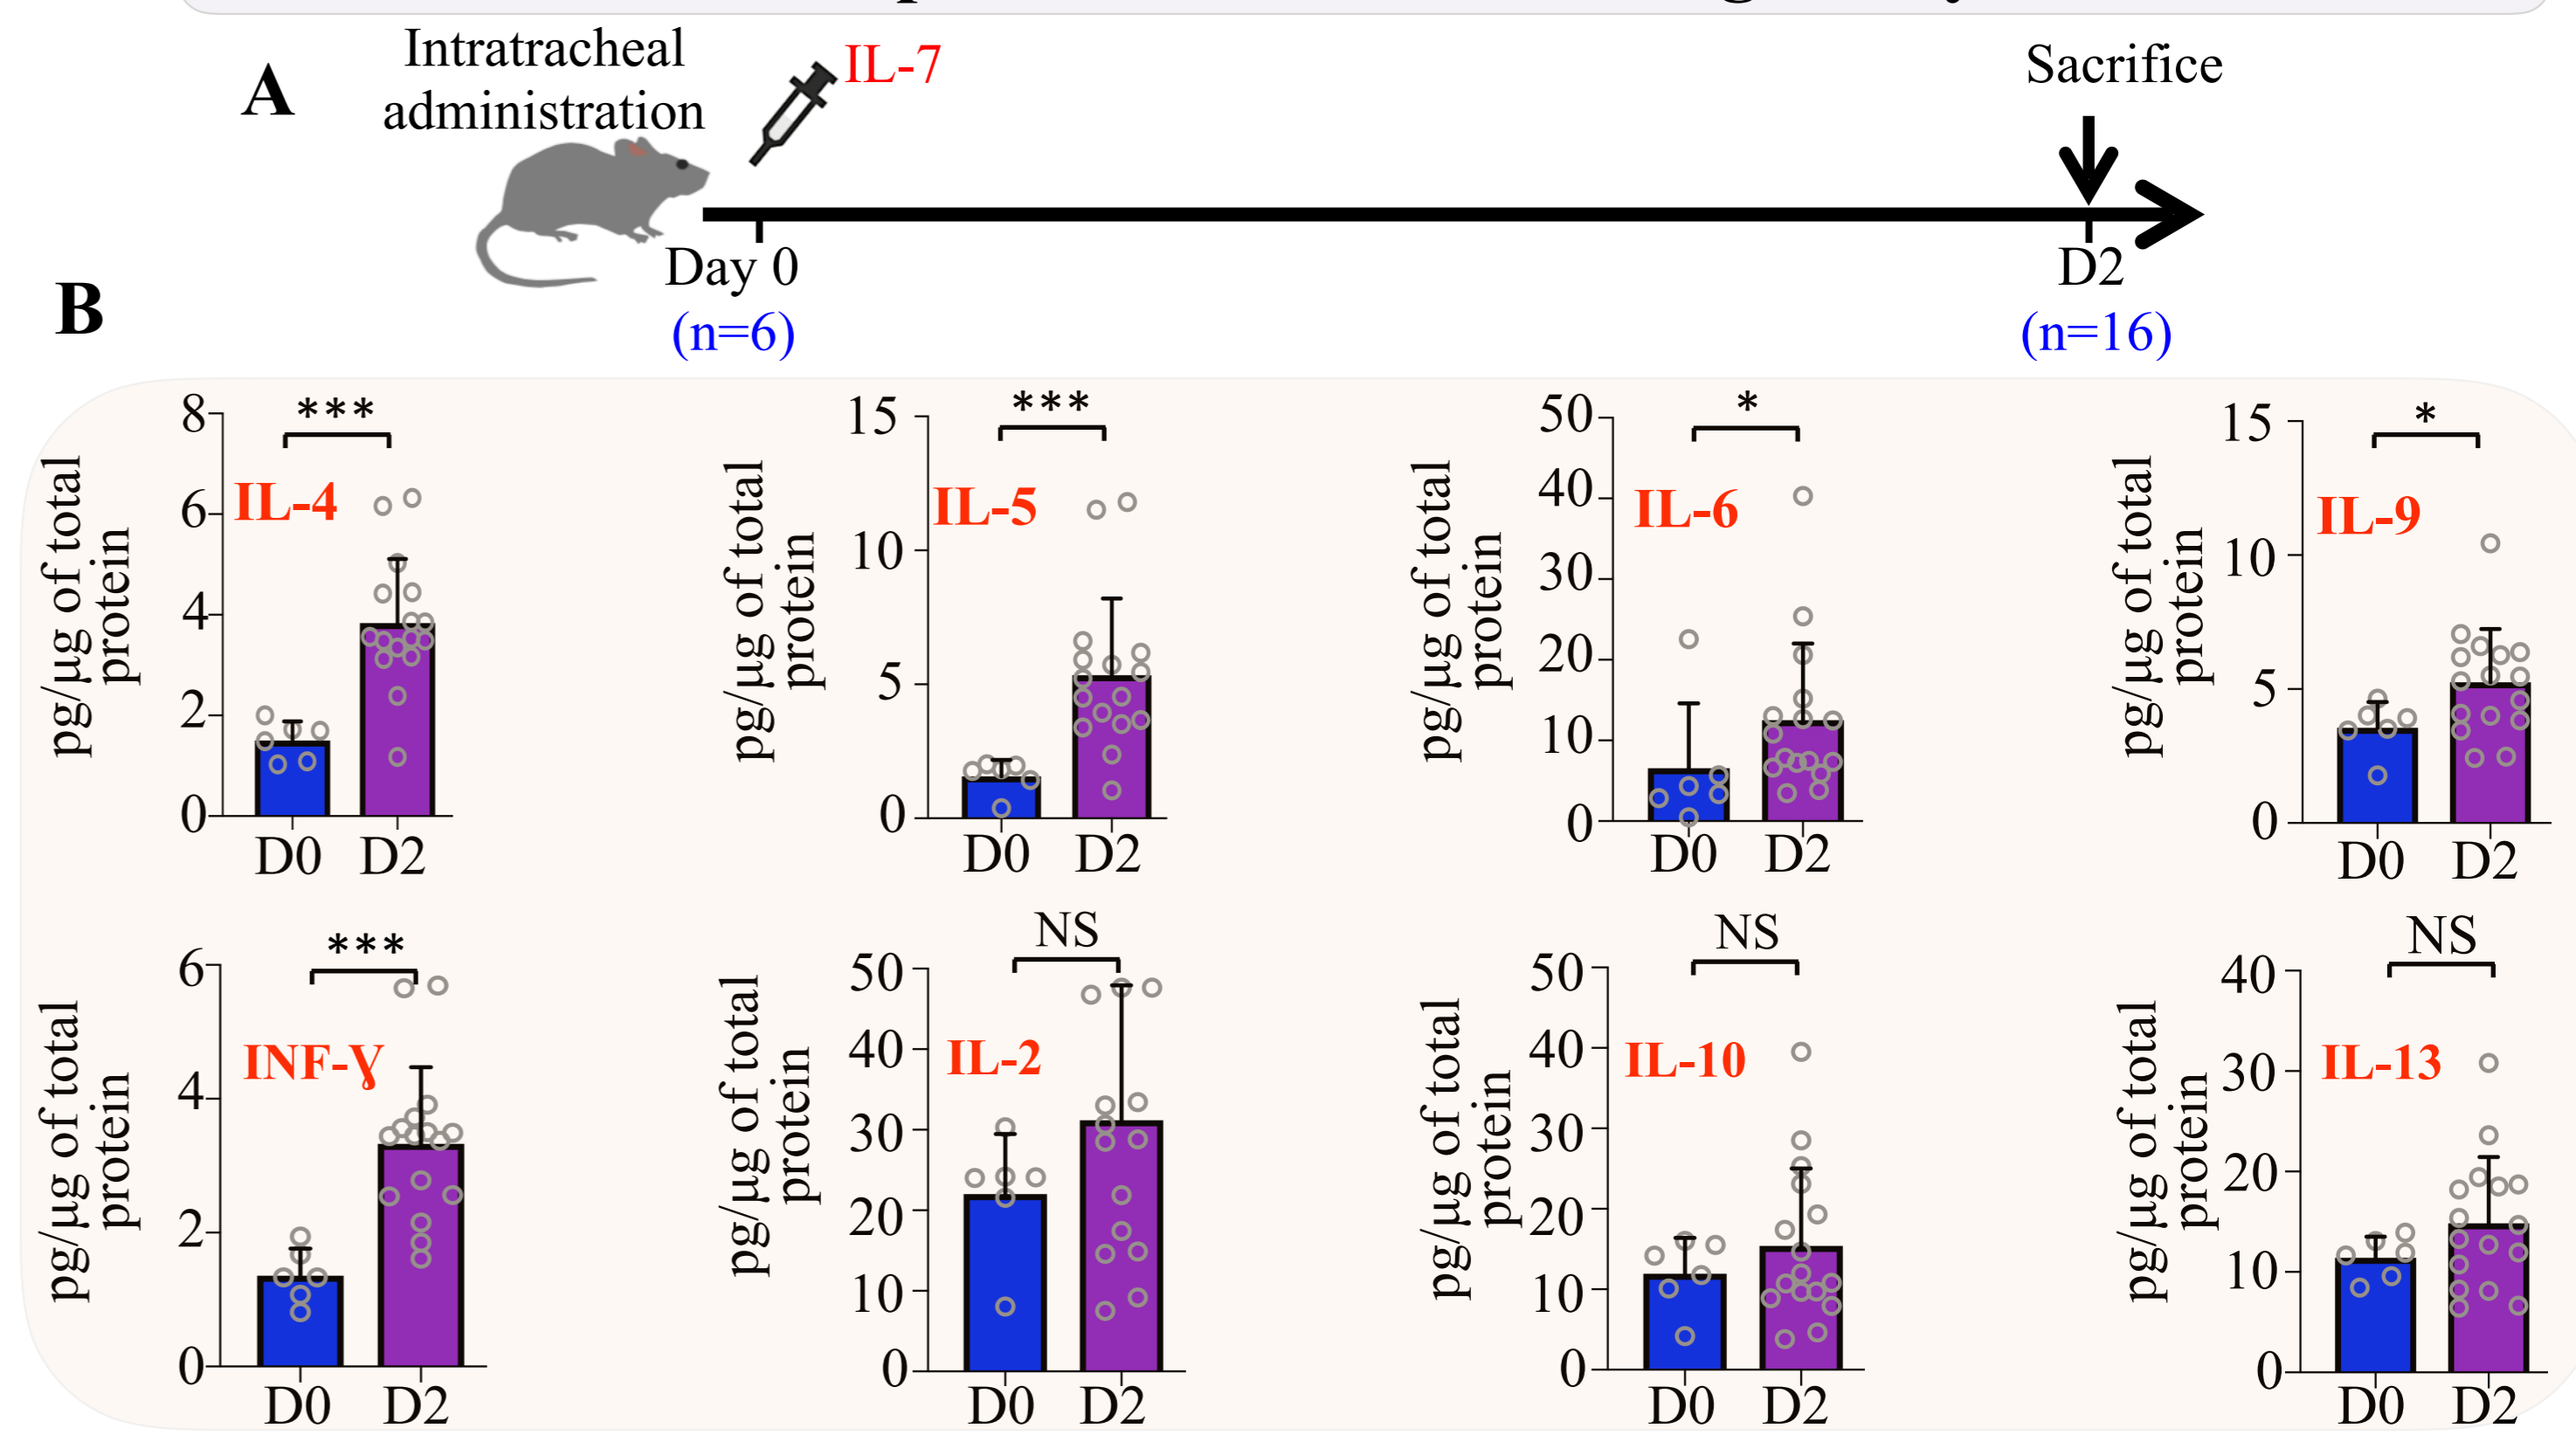 A
Intratracheal
administration
IL-7
Sacrifice
Day 0
D2
(n=6)
(n=16)
B
pg/µg of total
protein
8
6
4
2
0
***
IL-4
D0 D2
pg/µg of total
protein
15
10
5
0
***
IL-5
D0 D2
pg/µg of total
protein
50
40
30
20
10
0
*
IL-6
D0 D2
pg/µg of total
protein
15
10
5
0
*
IL-9
D0 D2
pg/µg of total
protein
6
4
2
0
***
INF-Ɣ
D0 D2
pg/µg of total
protein
50
40
30
20
10
0
NS
IL-2
D0 D2
pg/µg of total
protein
50
40
30
20
10
0
NS
IL-10
D0 D2
pg/µg of total
protein
40
30
20
10
0
NS
IL-13
D0 D2